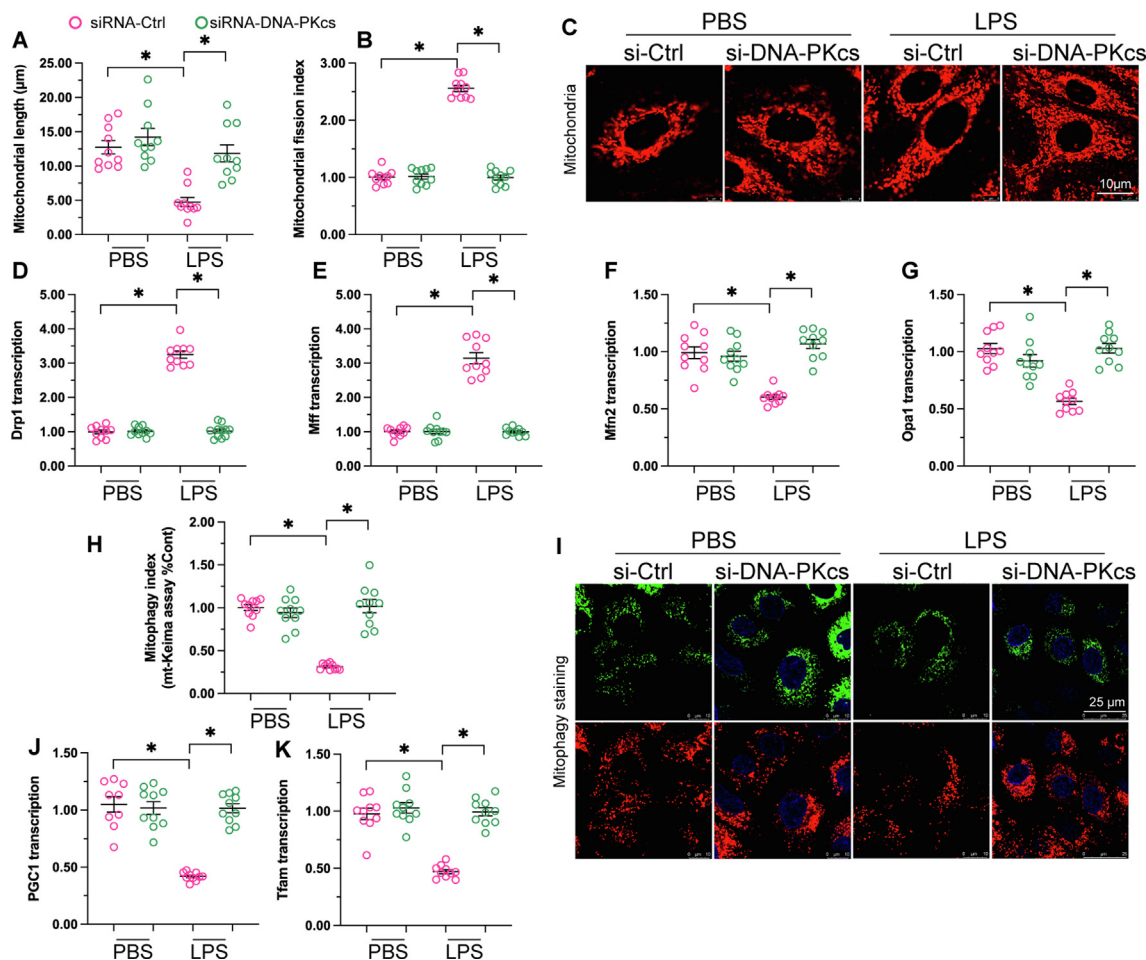 siRNA-Ctrl siRNA-DNA-PKcs
A
Mitochondrial length (µm)
25.00
20.00
15.00
10.00
5.00
0.00
* *
PBS LPS
B
Mitochondrial fission index
3.00
2.00
1.00
0.00
* *
PBS LPS
C
PBS LPS
si-Ctrl si-DNA-PKcs si-Ctrl si-DNA-PKcs
Mitochondria
10µm
D
Drp1 transcription
5.00
4.00
3.00
2.00
1.00
0.00
* *
PBS LPS
E
Mff transcription
5.00
4.00
3.00
2.00
1.00
0.00
* *
PBS LPS
F
Mfn2 transcription
1.50
1.00
0.50
0.00
* *
PBS LPS
G
Opa1 transcription
1.50
1.00
0.50
0.00
* *
PBS LPS
H
Mitophagy index
(mt-Keima assay %Cont)
2.00
1.50
1.00
0.50
0.00
* *
PBS LPS
I
PBS LPS
si-Ctrl si-DNA-PKcs si-Ctrl si-DNA-PKcs
Mitophagy staining
25 µm
J
PGC1 transcription
1.50
1.00
0.50
0.00
* *
PBS LPS
K
Tfam transcription
1.50
1.00
0.50
0.00
* *
PBS LPS